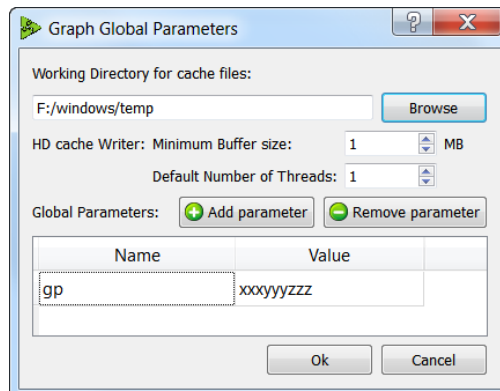 Graph Global Parameters
Working Directory for cache files:
F:/windows/temp Browse
HD cache Writer: Minimum Buffer size: 1 MB
Default Number of Threads: 1
Global Parameters: Add parameter Remove parameter
Name Value
gp xxxyyyzzz
Ok Cancel